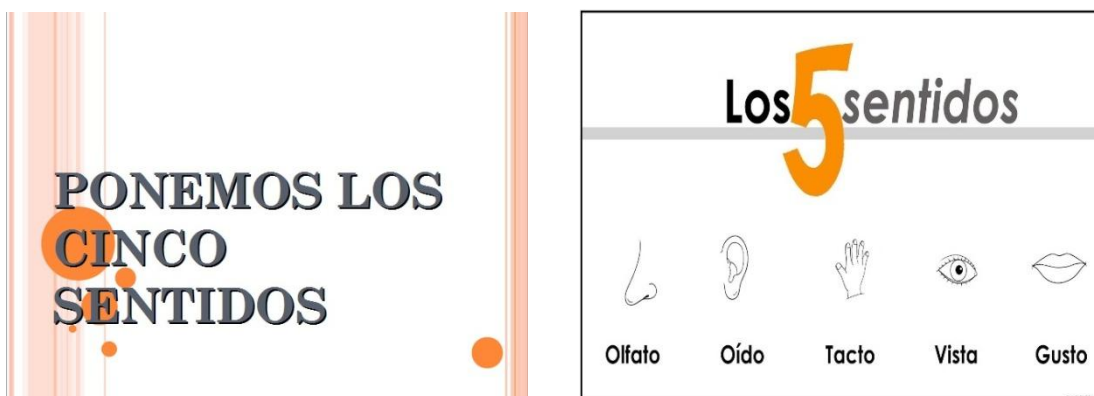 PONEMOS LOS
CINCO
SENTIDOS
Los 5 sentidos
Olfato Oído Tacto Vista Gusto